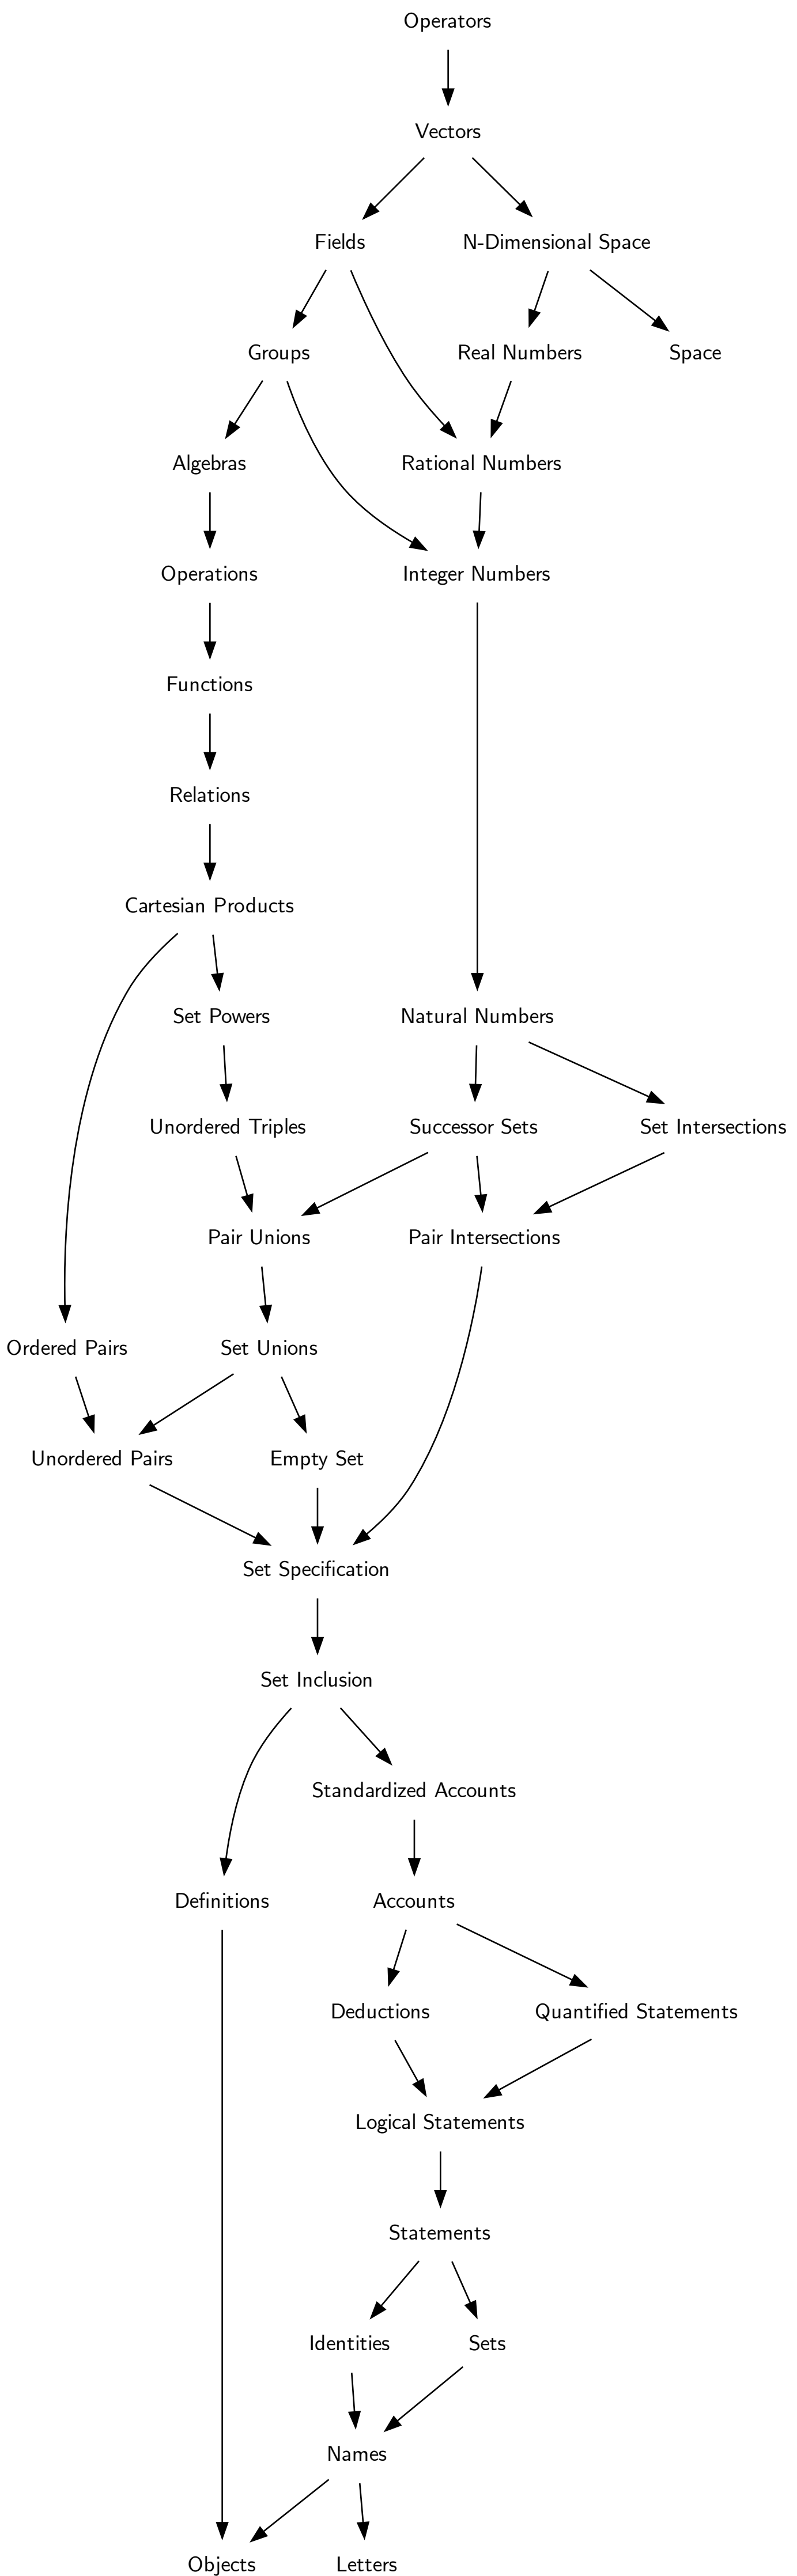 Operators
Vectors
Fields
N-Dimensional Space
Groups
Real Numbers
Space
Algebras
Rational Numbers
Operations
Integer Numbers
Functions
Relations
Cartesian Products
Set Powers
Natural Numbers
Unordered Triples
Successor Sets
Set Intersections
Pair Unions
Pair Intersections
Ordered Pairs
Set Unions
Unordered Pairs
Empty Set
Set Specification
Set Inclusion
Standardized Accounts
Definitions
Accounts
Deductions
Quantified Statements
Logical Statements
Statements
Identities
Sets
Names
Objects
Letters